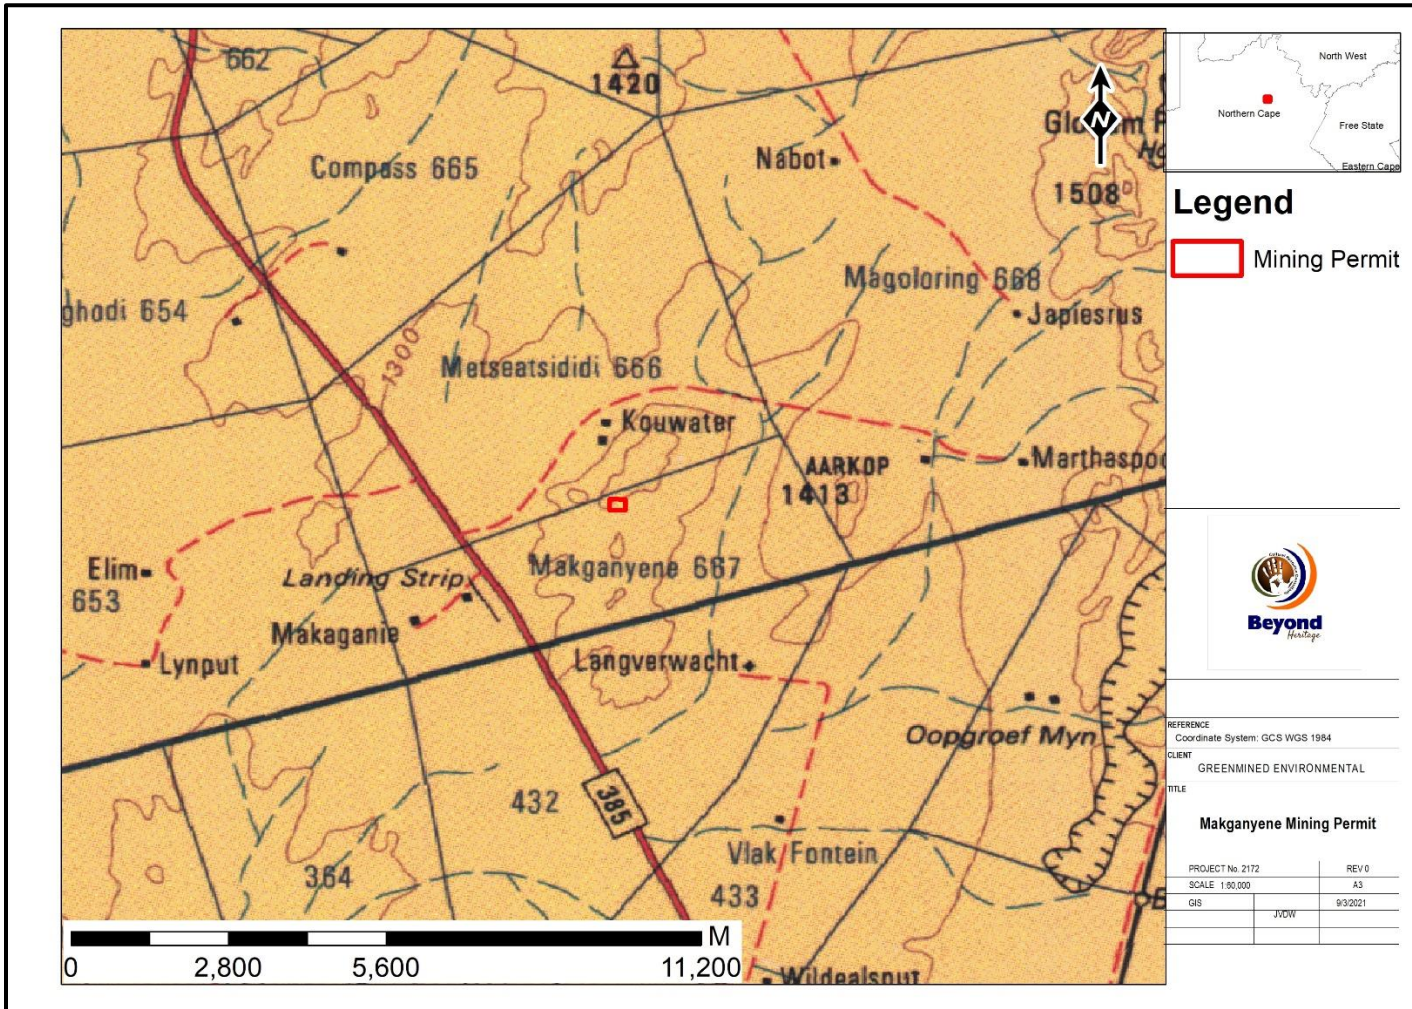 662
1420
Compass 665
Nabot
1508
Magoloring 668
Japiesrus
ghodi 654
1300
Metseatsididi 666
Kouwater
AARKOP
1413
Elim
653
Landing Strip
Makganyene 667
Makaganie
Lynput
Langverwacht
Oopgroef Myn
432
385
Vlak Fontein
364
433
Wildealsput
N
M
0
2,800
5,600
11,200
North West
Northern Cape
Free State
Eastern Cape
Legend
Mining Permit
Beyond
Heritage
REFERENCE
Coordinate System: GCS WGS 1984
CLIENT
GREENMINED ENVIRONMENTAL
TITLE
Makganyene Mining Permit
PROJECT No. 2172 REV 0
SCALE 1:60,000 A3
GIS 9/3/2021
JVDW